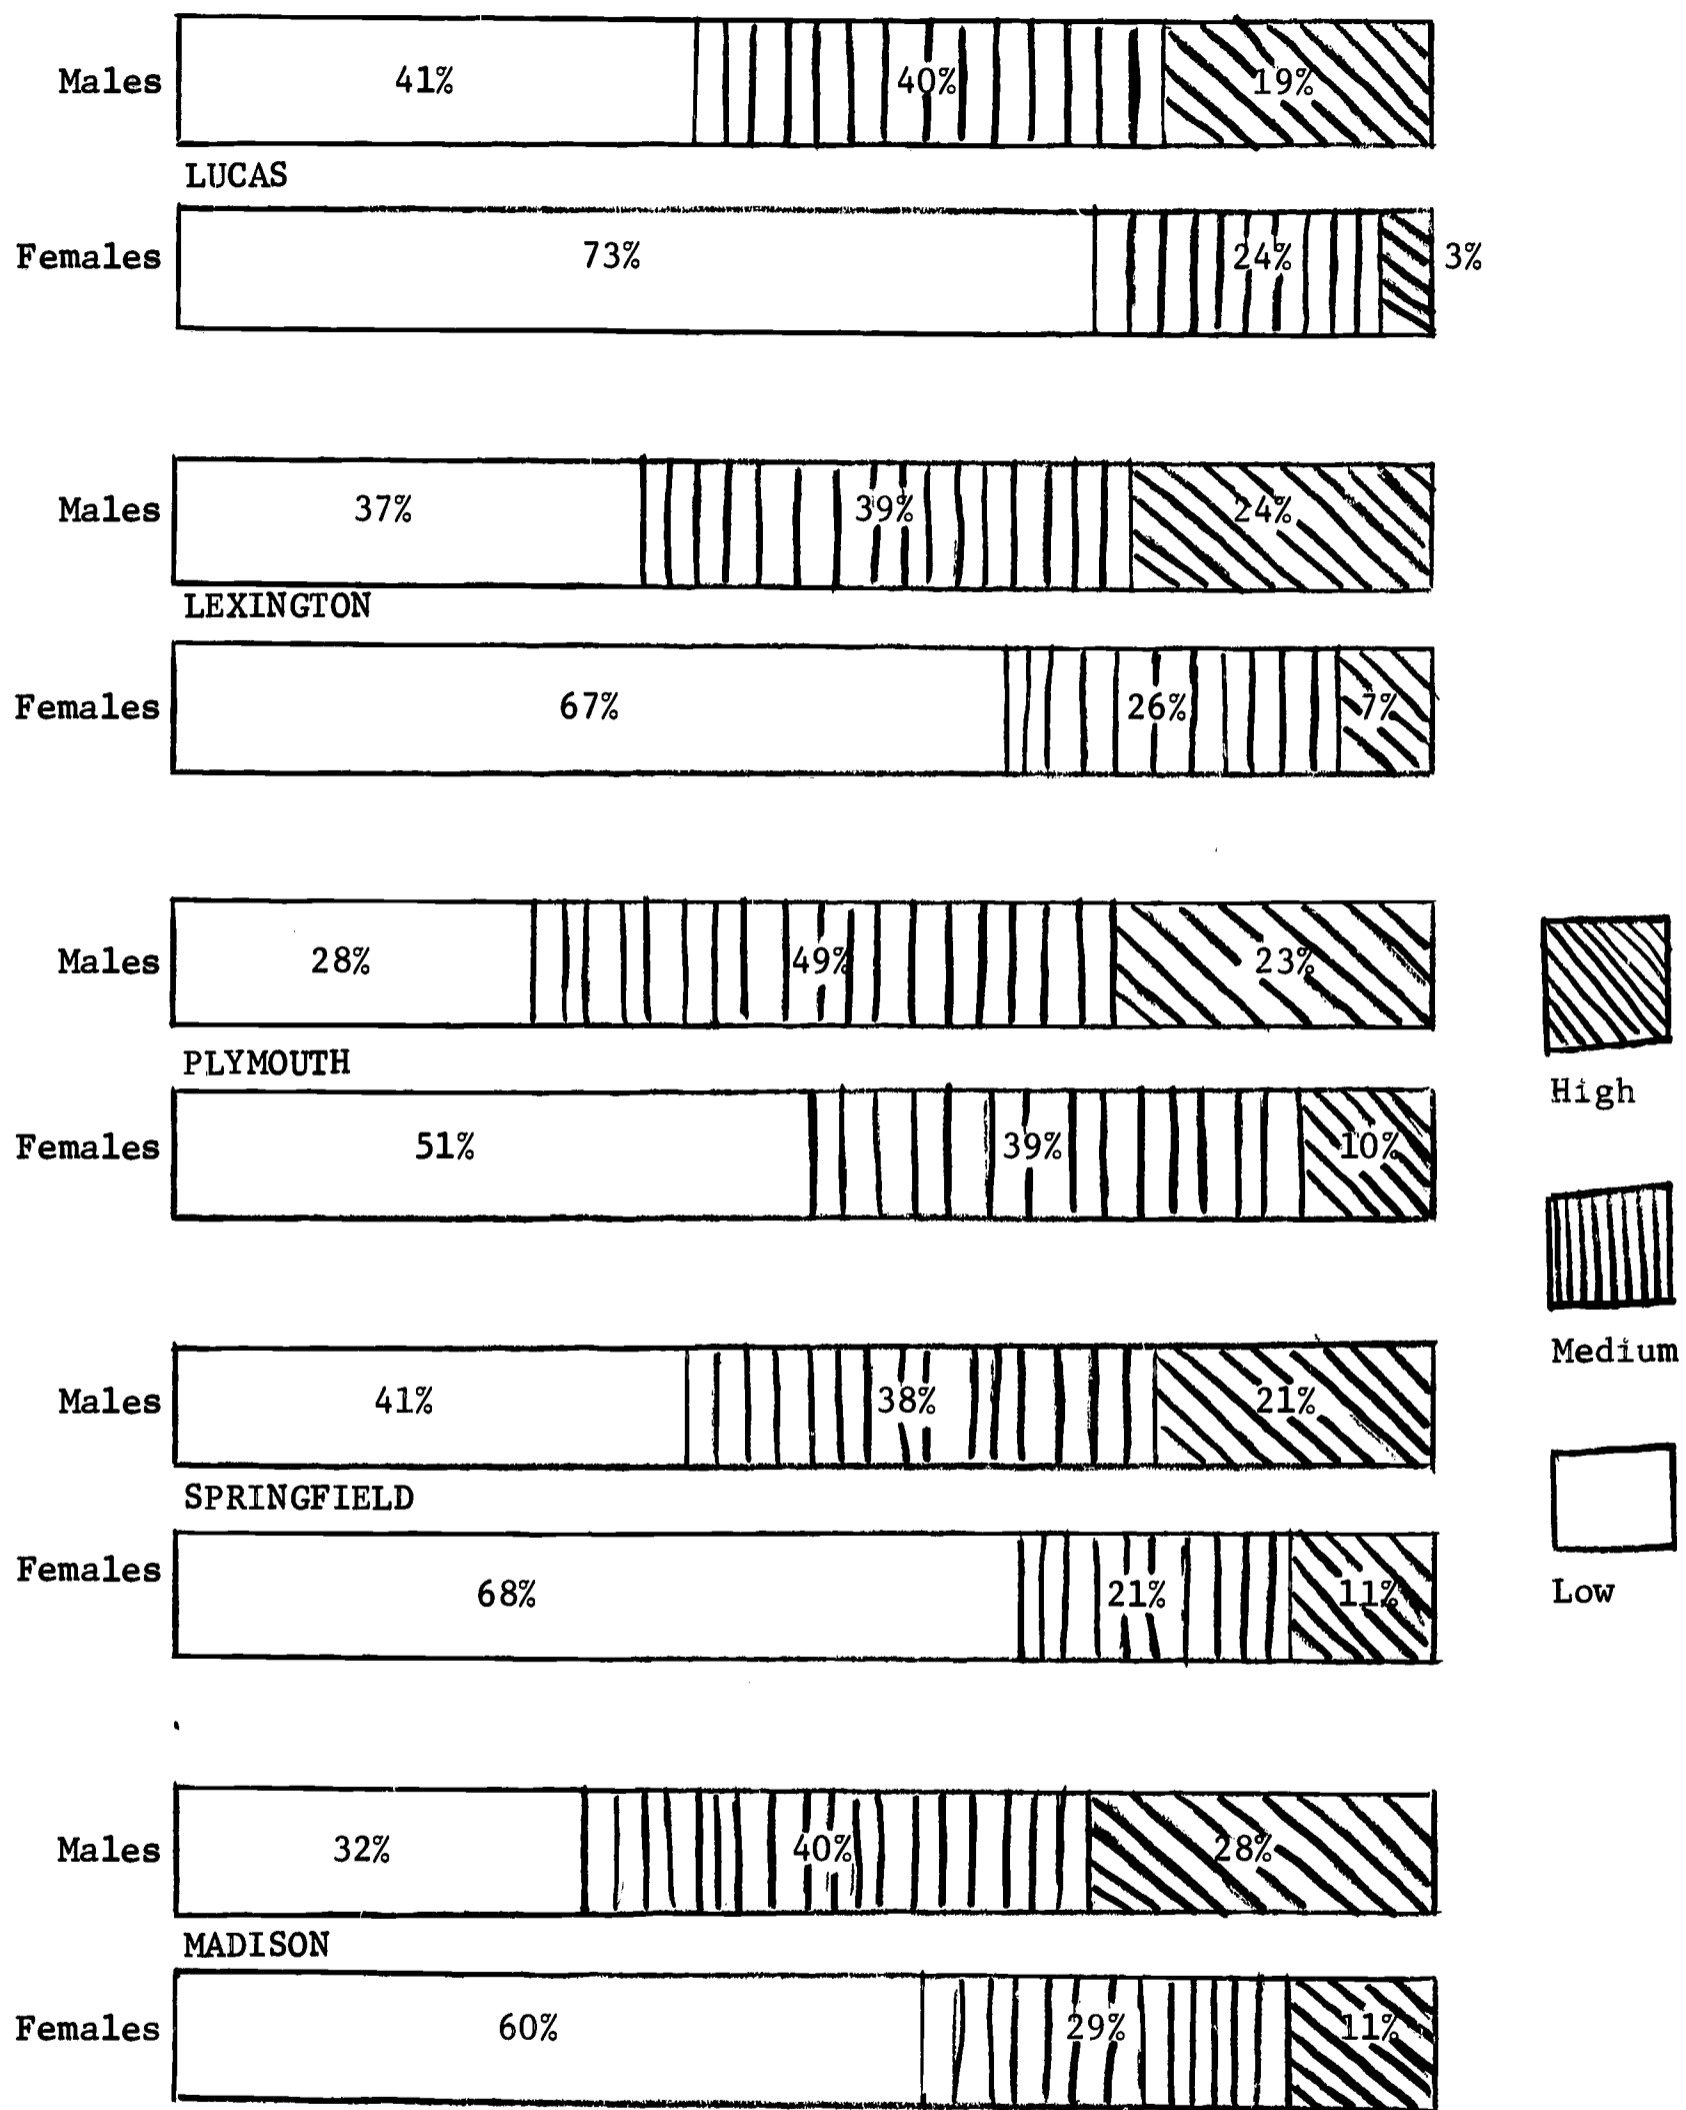 Males 41% 40% 19%
LUCAS
Females 73% 24% 3%
Males 37% 39% 24%
LEXINGTON
Females 67% 26% 7%
Males 28% 49% 23%
High
PLYMOUTH
Females 51% 39% 10%
Medium
Males 41% 38% 21%
SPRINGFIELD
Females 68% 21% 11%
Low
Males 32% 40% 28%
MADISON
Females 60% 29% 11%